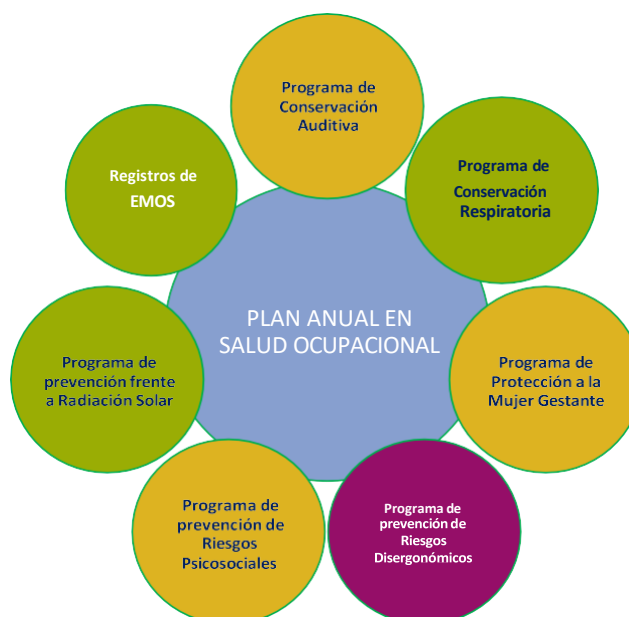 Programa de
Conservación
Auditiva
Programa de
Conservación
Respiratoria
Registros de
EMOS
PLAN ANUAL EN
SALUD OCUPACIONAL
Programa de
prevención frente
a Radiación Solar
Programa de
Protección a la
Mujer Gestante
Programa de
prevención de
Riesgos
Psicosociales
Programa de
prevención de
Riesgos
Disergonómicos